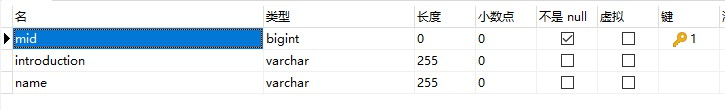 名 类型 长度 小数点 不是 null 虚拟 键
mid bigint 0 0 1
introduction varchar 255 0
name varchar 255 0